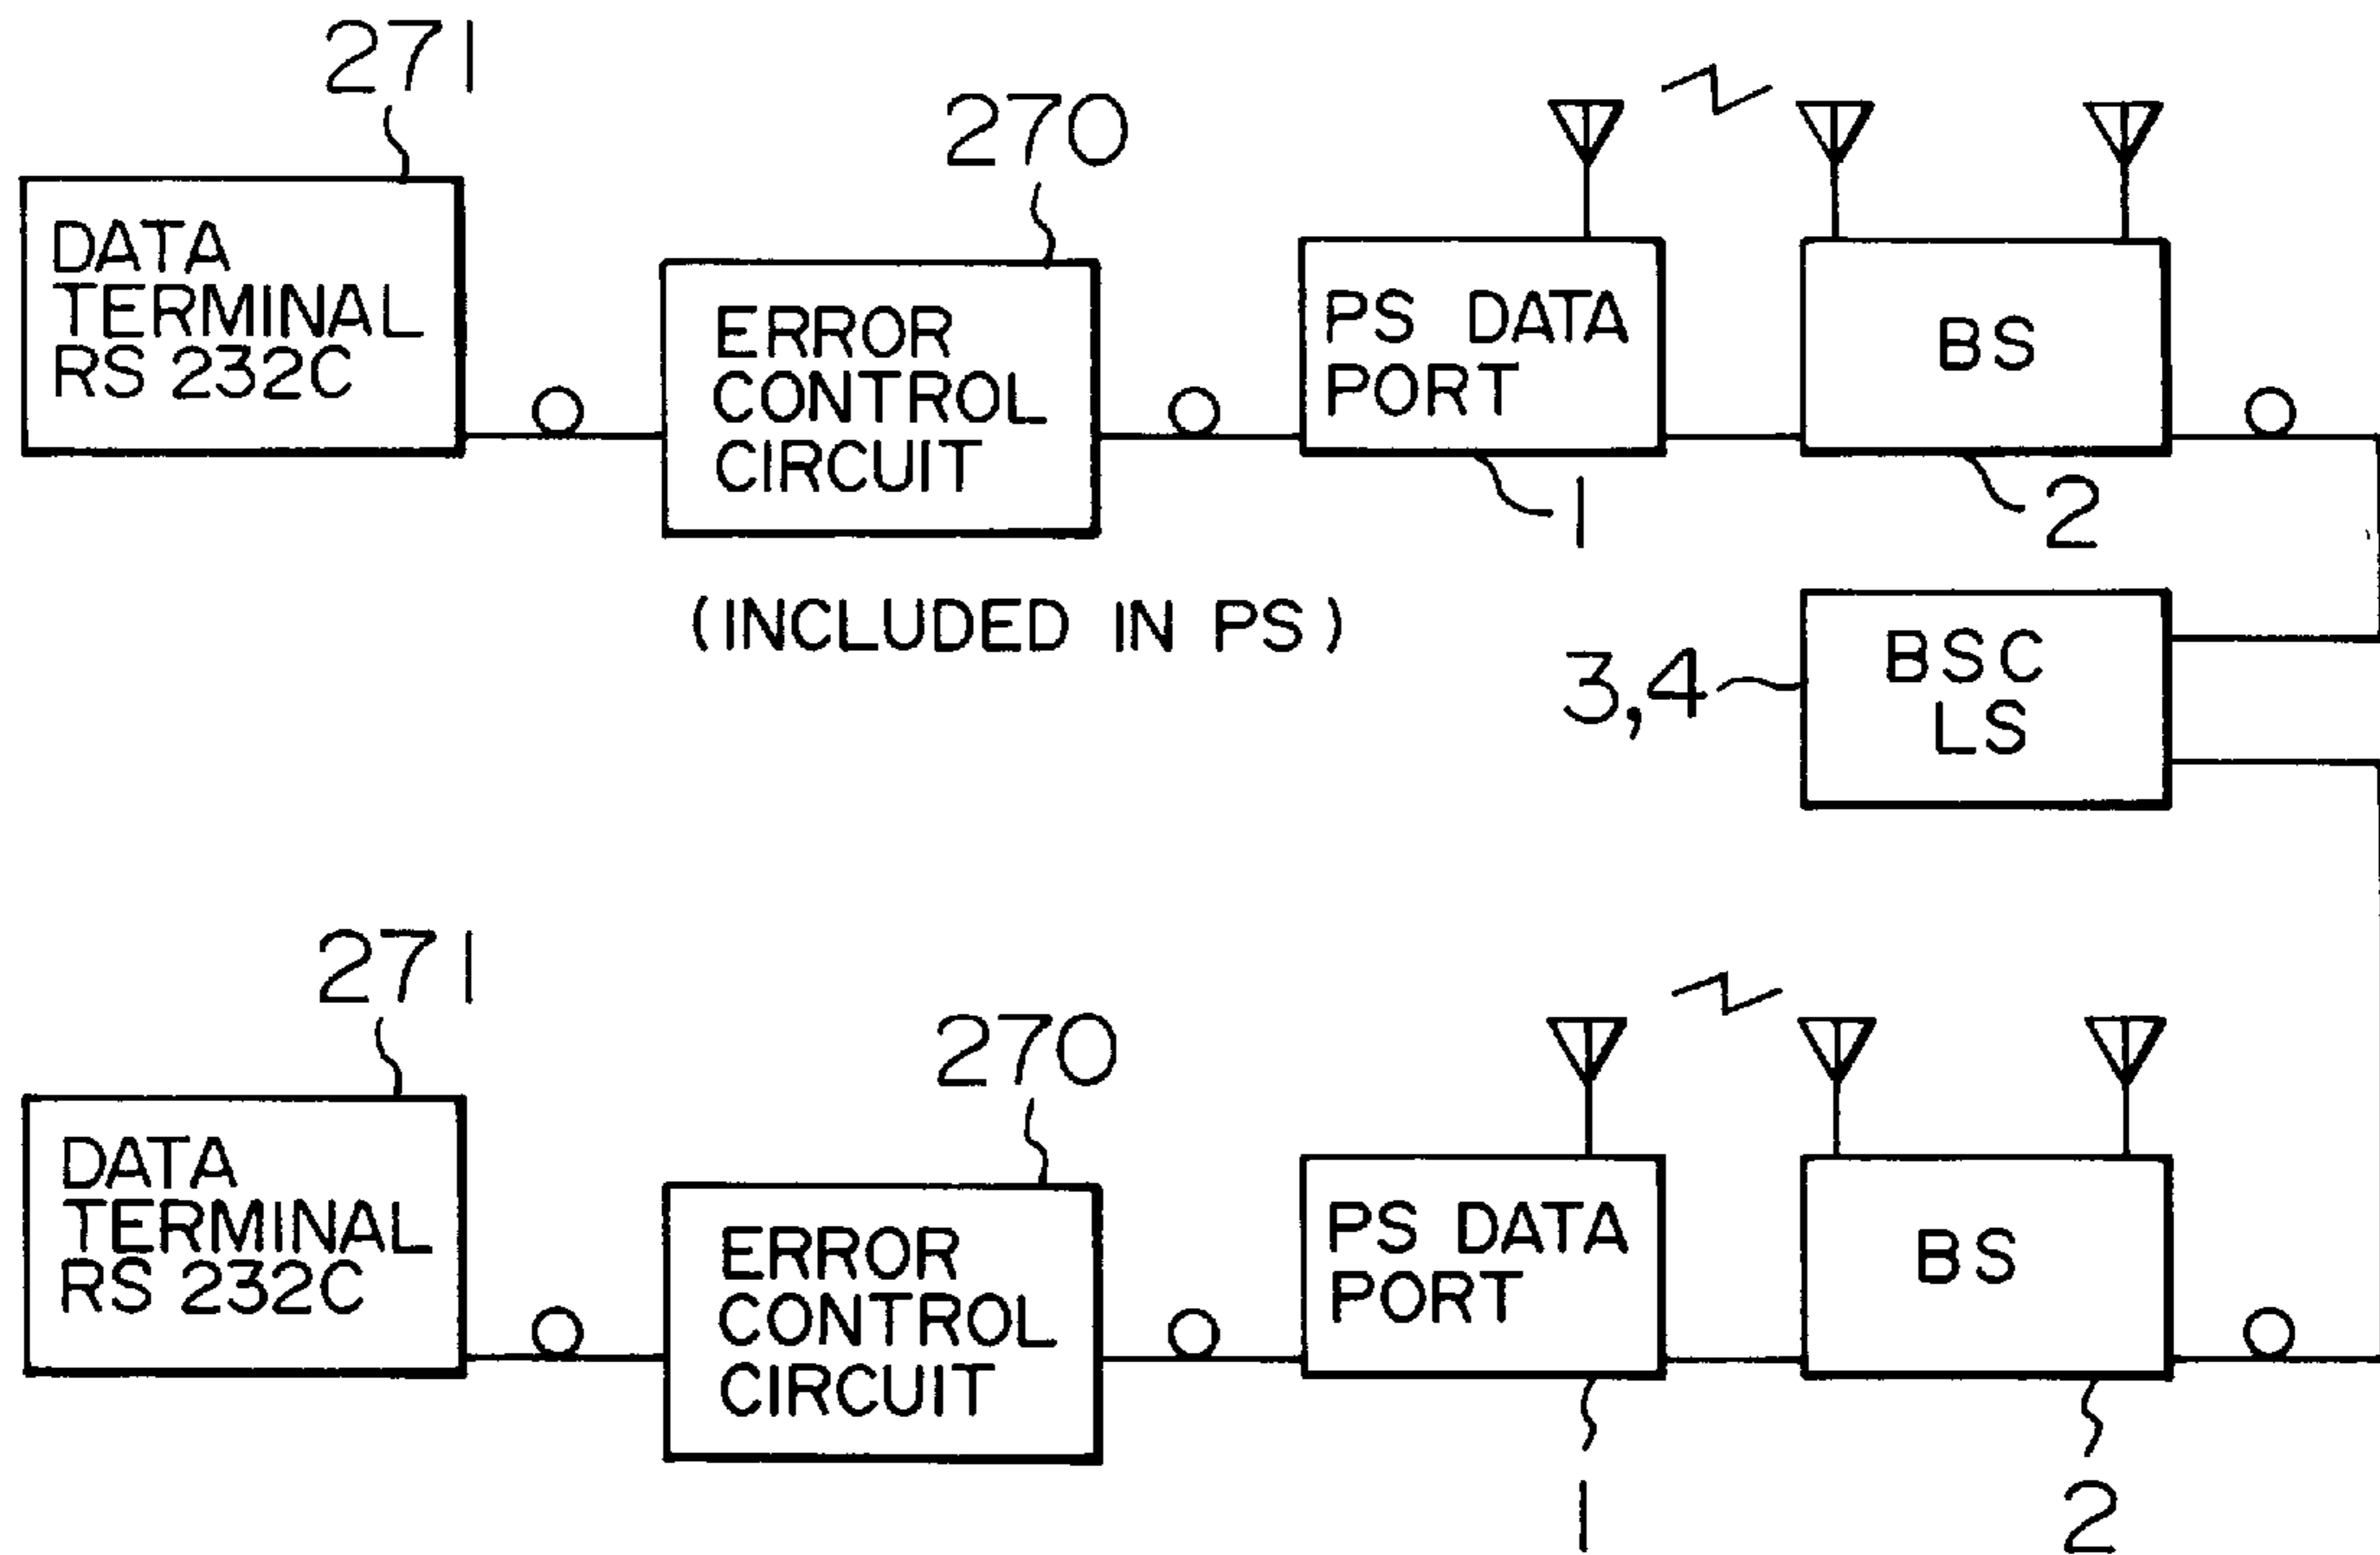 271
270
DATA
TERMINAL
RS 232C
ERROR
CONTROL
CIRCUIT
PS DATA
PORT
BS
1
2
(INCLUDED IN PS)
3,4
BSC
LS
271
270
DATA
TERMINAL
RS 232C
ERROR
CONTROL
CIRCUIT
PS DATA
PORT
BS
1
2